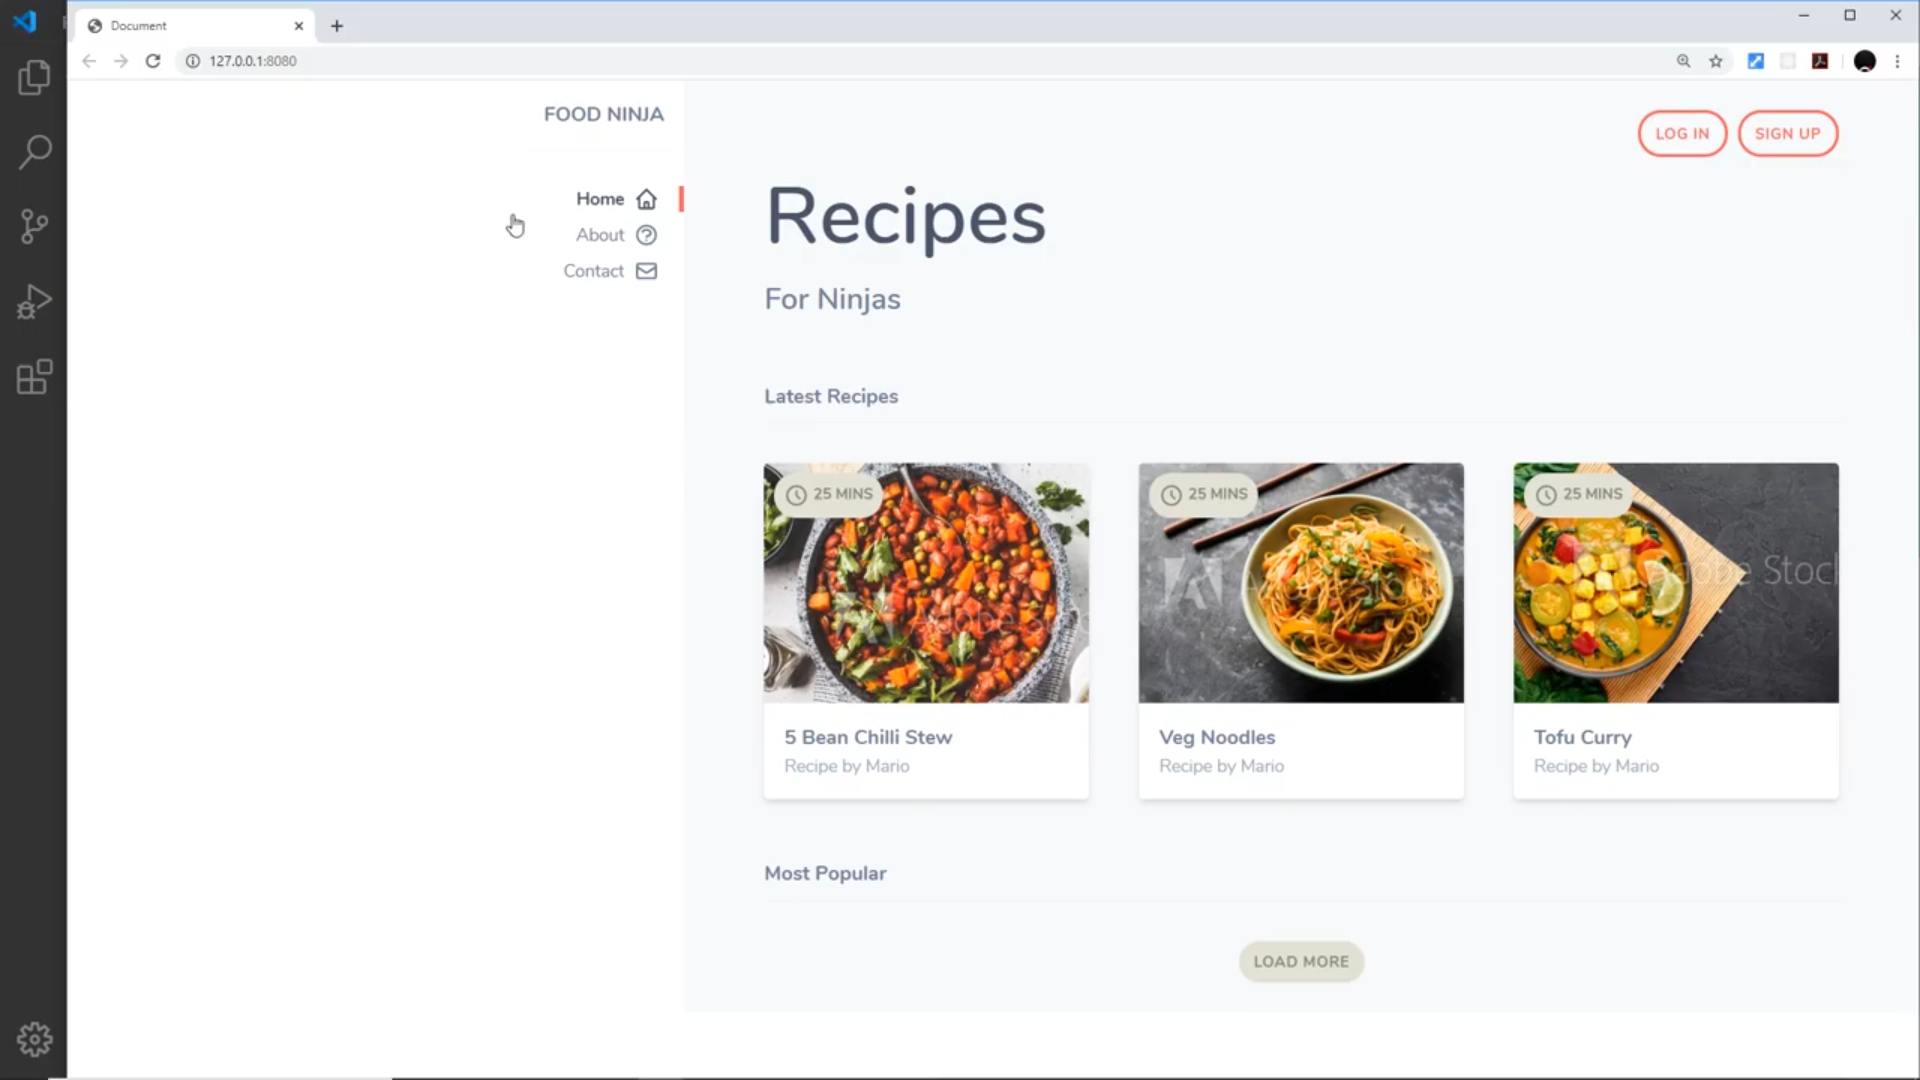 Document
127.0.0.1:8080
FOOD NINJA
Home
About
Contact
LOG IN
SIGN UP
Recipes
For Ninjas
Latest Recipes
25 MINS
25 MINS
25 MINS
Adobe Stock
5 Bean Chilli Stew
Recipe by Mario
Veg Noodles
Recipe by Mario
Tofu Curry
Recipe by Mario
Most Popular
LOAD MORE